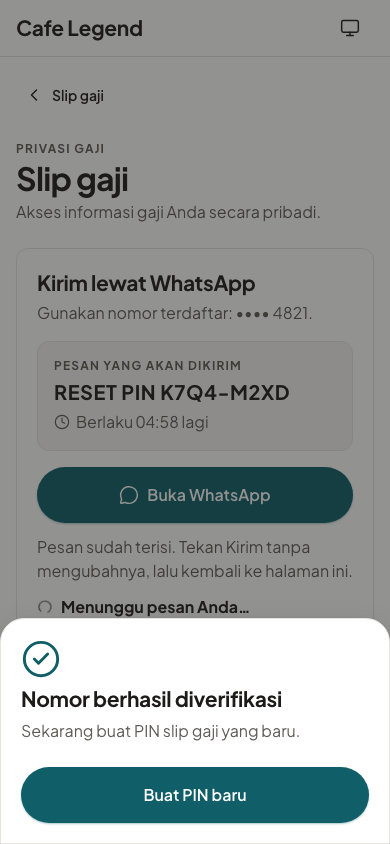 Cafe Legend
Slip gaji
PRIVASI GAJI
Slip gaji
Akses informasi gaji Anda secara pribadi.
Kirim lewat WhatsApp
Gunakan nomor terdaftar: •••• 4821.
PESAN YANG AKAN DIKIRIM
RESET PIN K7Q4-M2XD
Berlaku 04:58 lagi
Buka WhatsApp
Pesan sudah terisi. Tekan Kirim tanpa
mengubahnya, lalu kembali ke halaman ini.
Menunggu pesan Anda…
Nomor berhasil diverifikasi
Sekarang buat PIN slip gaji yang baru.
Buat PIN baru